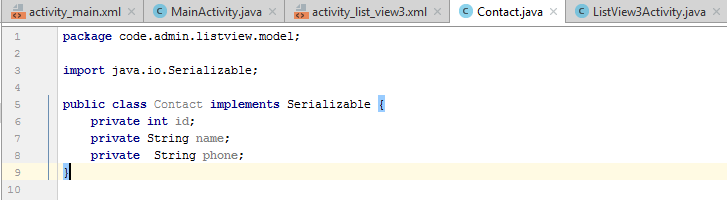 activity_main.xml MainActivity.java activity_list_view3.xml Contact.java ListView3Activity.java
1 package code.admin.listview.model;
2
3 import java.io.Serializable;
4
5 public class Contact implements Serializable {
6 private int id;
7 private String name;
8 private  String phone;
9 }
10